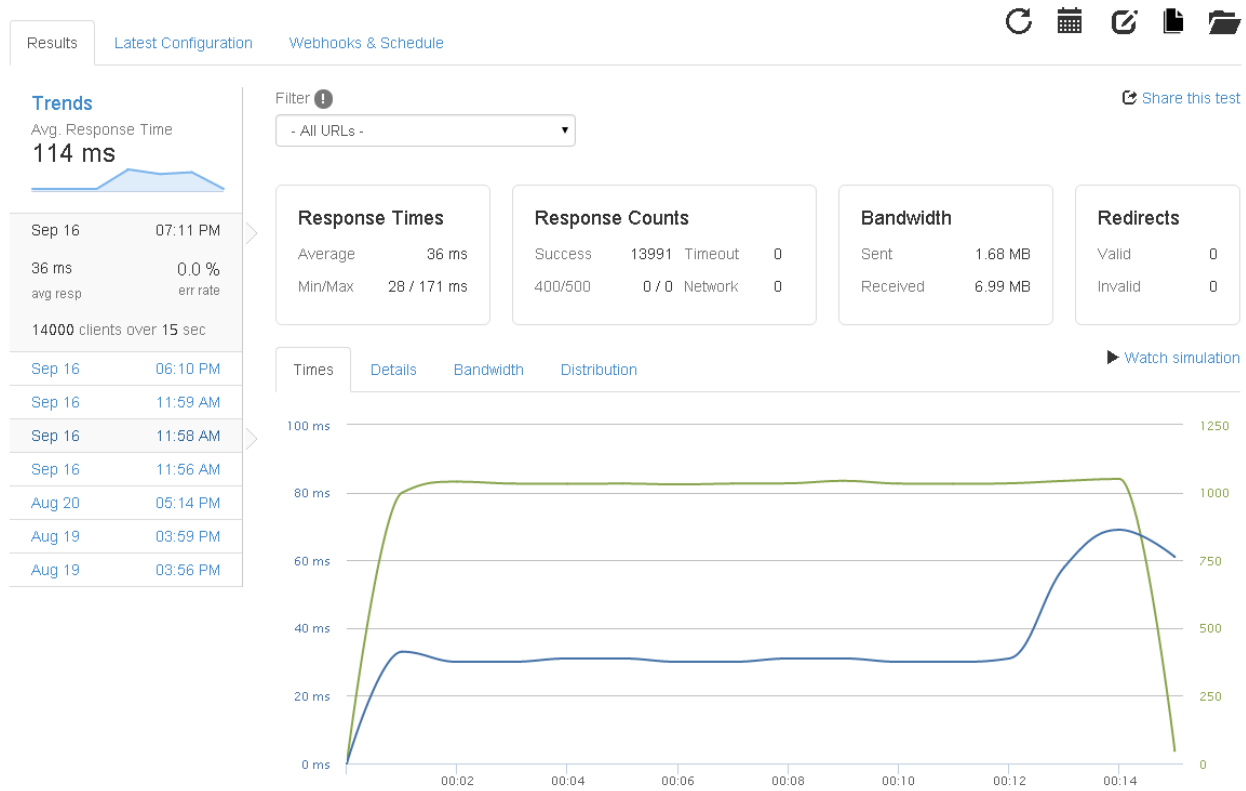 Results Latest Configuration Webhooks & Schedule
Trends
Avg. Response Time
114 ms
Sep 16 07:11 PM
36 ms 0.0 %
avg resp err rate
14000 clients over 15 sec
Sep 16 06:10 PM
Sep 16 11:59 AM
Sep 16 11:58 AM
Sep 16 11:56 AM
Aug 20 05:14 PM
Aug 19 03:59 PM
Aug 19 03:56 PM
Filter !
Share this test
- All URLs -
Response Times
Average 36 ms
Min/Max 28 / 171 ms
Response Counts
Success 13991 Timeout 0
400/500 0 / 0 Network 0
Bandwidth
Sent 1.68 MB
Received 6.99 MB
Redirects
Valid 0
Invalid 0
Watch simulation
Times Details Bandwidth Distribution
100 ms 1250
80 ms 1000
60 ms 750
40 ms 500
20 ms 250
0 ms 0
00:02 00:04 00:06 00:08 00:10 00:12 00:14